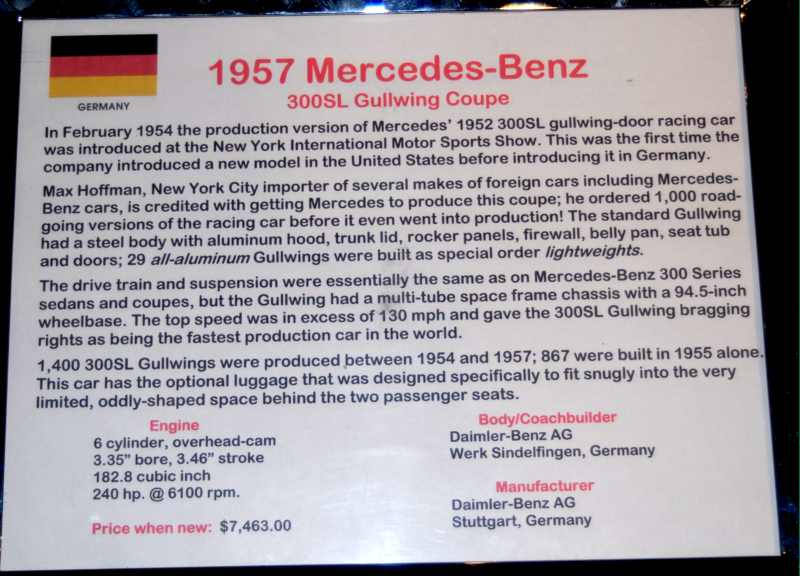 1957 Mercedes-Benz
300SL Gullwing Coupe
GERMANY
In February 1954 the production version of Mercedes' 1952 300SL gullwing-door racing car
was introduced at the New York International Motor Sports Show. This was the first time the
company introduced a new model in the United States before introducing it in Germany.
Max Hoffman, New York City importer of several makes of foreign cars including Mercedes-
Benz cars, is credited with getting Mercedes to produce this coupe; he ordered 1,000 road-
going versions of the racing car before it even went into production! The standard Gullwing
had a steel body with aluminum hood, trunk lid, rocker panels, firewall, belly pan, seat tub
and doors; 29 all-aluminum Gullwings were built as special order lightweights.
The drive train and suspension were essentially the same as on Mercedes-Benz 300 Series
sedans and coupes, but the Gullwing had a multi-tube space frame chassis with a 94.5-inch
wheelbase. The top speed was in excess of 130 mph and gave the 300SL Gullwing bragging
rights as being the fastest production car in the world.
1,400 300SL Gullwings were produced between 1954 and 1957; 867 were built in 1955 alone.
This car has the optional luggage that was designed specifically to fit snugly into the very
limited, oddly-shaped space behind the two passenger seats.
Engine
6 cylinder, overhead-cam
3.35" bore, 3.46" stroke
182.8 cubic inch
240 hp. @ 6100 rpm.
Price when new: $7,463.00
Body/Coachbuilder
Daimler-Benz AG
Werk Sindelfingen, Germany
Manufacturer
Daimler-Benz AG
Stuttgart, Germany